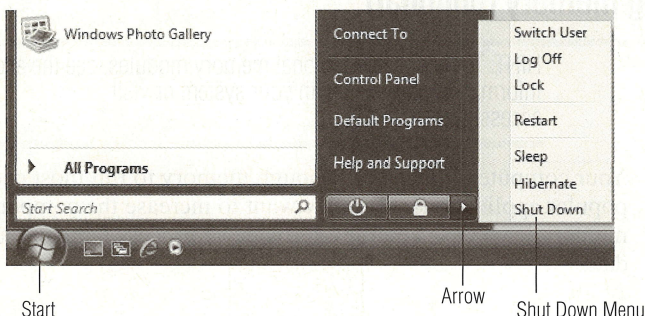 Windows Photo Gallery
All Programs
Start Search
Connect To
Control Panel
Default Programs
Help and Support
Switch User
Log Off
Lock
Restart
Sleep
Hibernate
Shut Down
Start
Arrow
Shut Down Menu